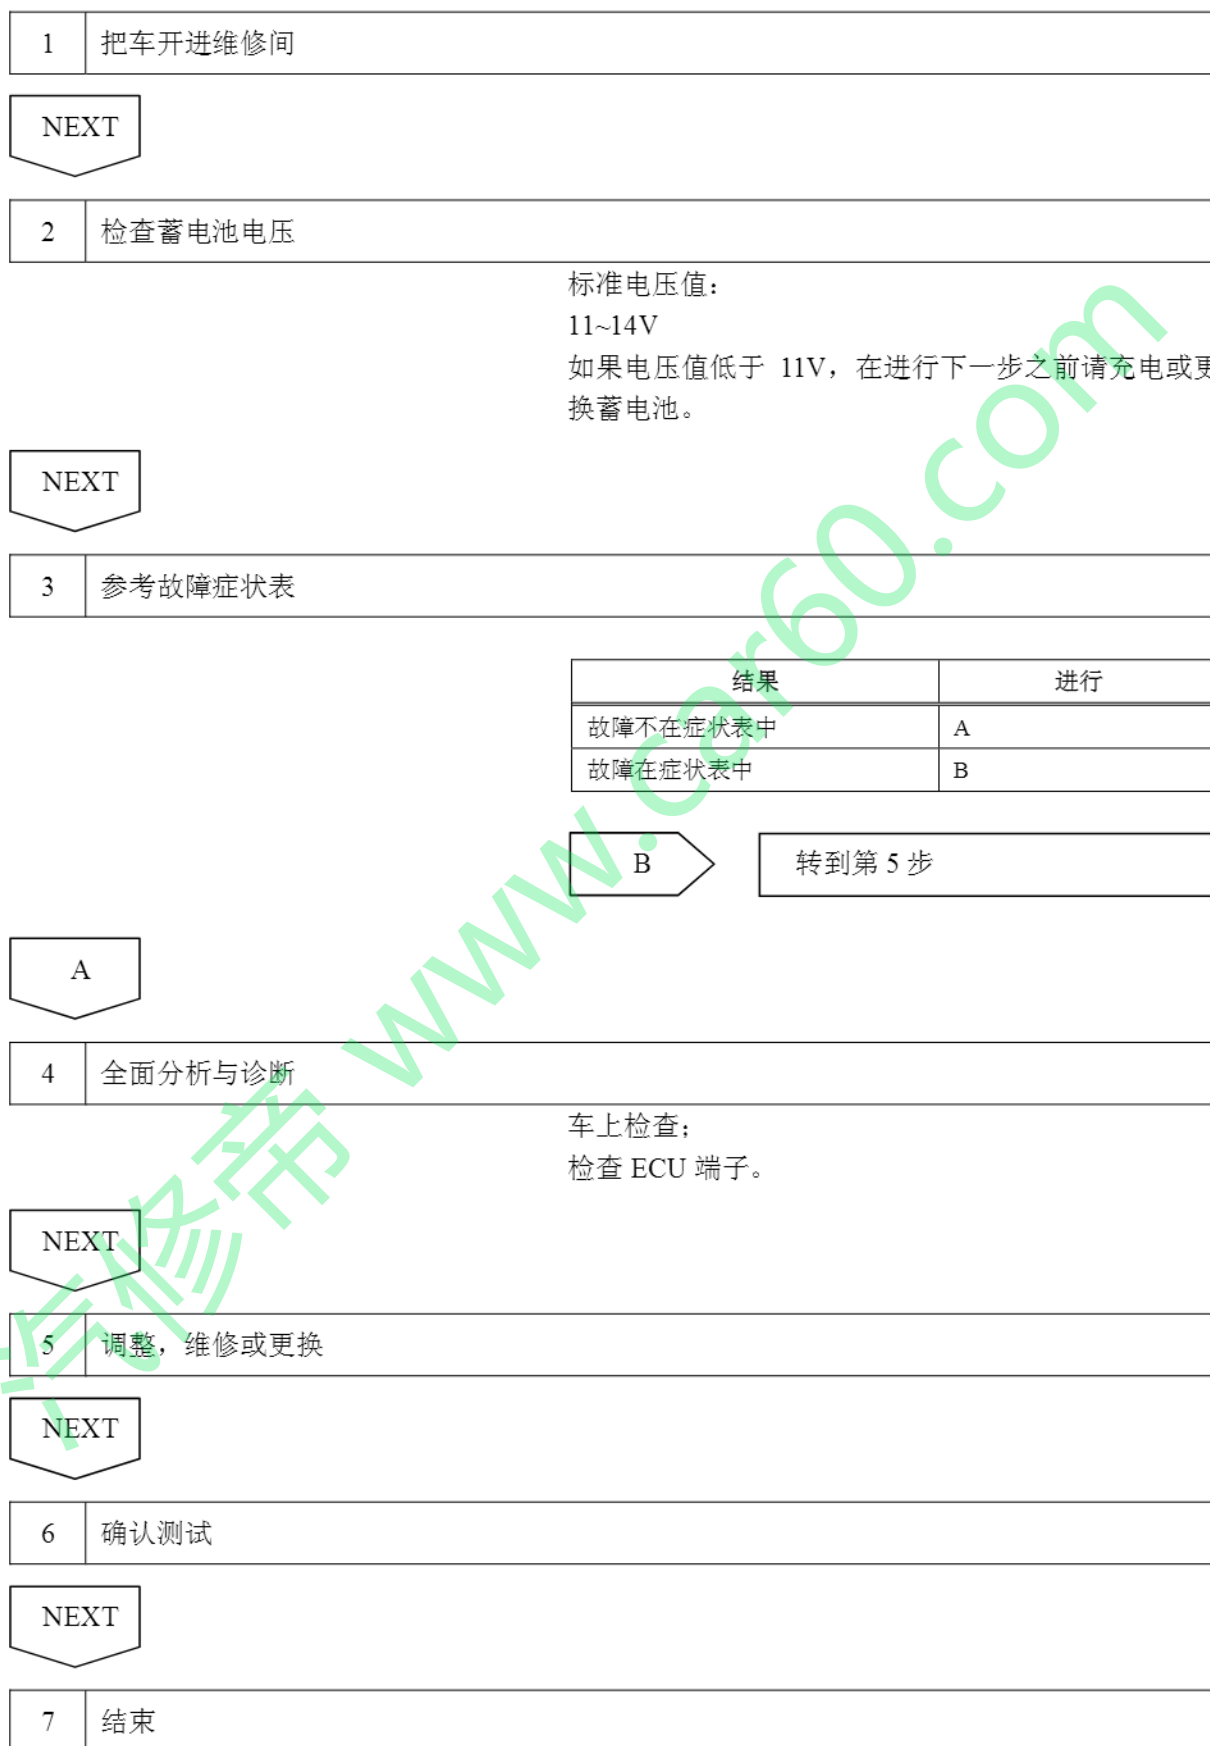 1 把车开进维修间
NEXT
2 检查蓄电池电压
标准电压值：
11~14V
如果电压值低于 11V，在进行下一步之前请充电或更
换蓄电池。
NEXT
3 参考故障症状表
结果 进行
故障不在症状表中 A
故障在症状表中 B
B 转到第 5 步
A
4 全面分析与诊断
车上检查；
检查 ECU 端子。
NEXT
5 调整，维修或更换
NEXT
6 确认测试
NEXT
7 结束
汽修帝 www.car60.com